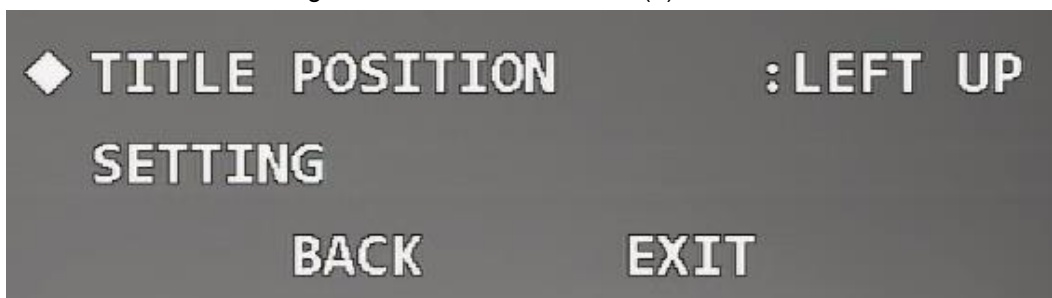 ◆ TITLE POSITION :LEFT UP
SETTING
BACK EXIT